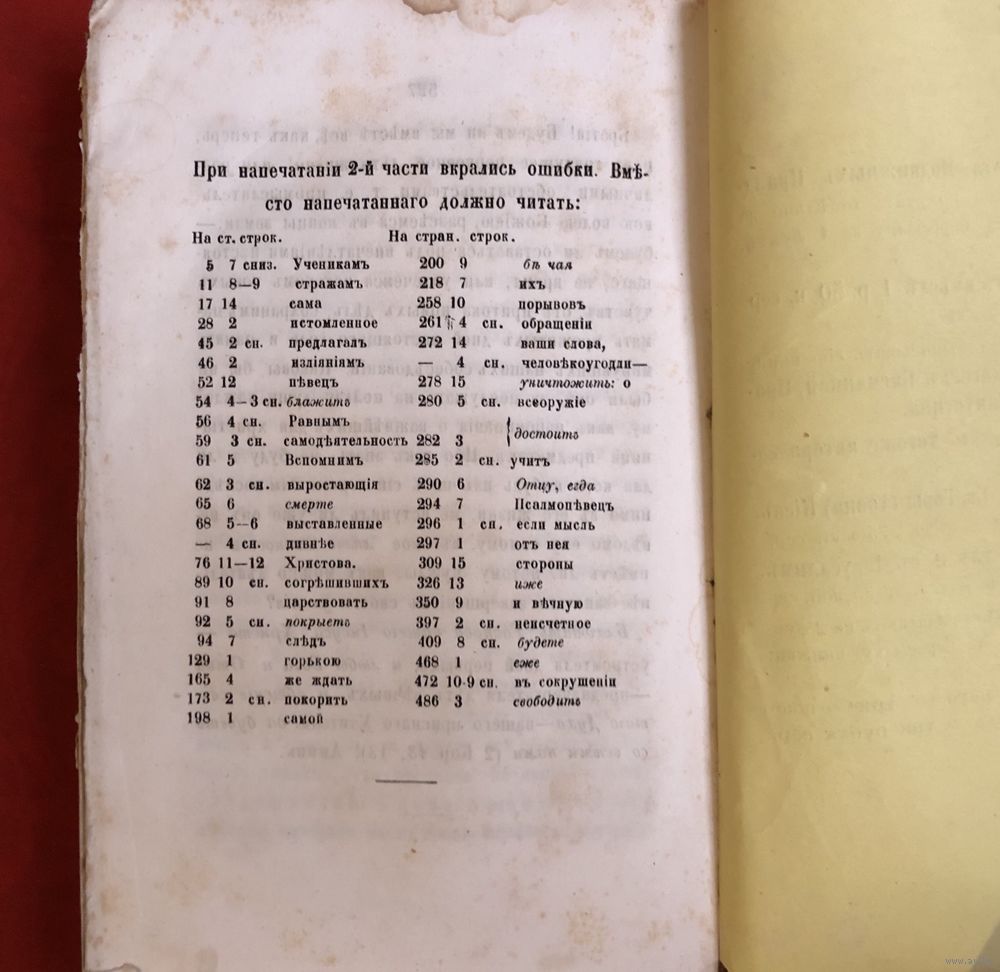 При напечатаніи 2-й части вкрались ошибки. Вмѣ-
сто напечатаннаго должно читать:
На ст. строк. На стран. строк.
5 7 сниз. Ученикамъ 200 9 бѣ чая
11 8—9 стражамъ 218 7 ихъ
17 14 сама 258 10 порывовъ
28 2 истомленное 261 4 сн. обращеніи
45 2 сн. предлагалъ 272 14 ваши слова,
46 2 изліяніямъ — 4 сн. человѣкоугодли—
52 12 пѣвецъ 278 15 уничтожитъ: о
54 4—3 сн. блажитъ 280 5 сн. всеоружіе
56 4 сн. Равнымъ
59 3 сн. самодѣятельность 282 3 достоитъ
61 5 Вспомнимъ 285 2 сн. учитъ
62 3 сн. выростающія 290 6 Отцу, егда
65 6 смерте 294 7 Псалмопѣвецъ
68 5—6 выставленные 296 1 сн. если мысль
— 4 сн. дивнѣе 297 1 отъ нея
76 11—12 Христова. 309 15 стороны
89 10 сн. согрѣшившихъ 326 13 иже
91 8 царствовать 350 9 и вѣчную
92 5 сн. покрыетъ 397 2 сн. неисчетное
94 7 слѣдъ 409 8 сн. будете
129 1 горькою 468 1 еже
165 4 же ждать 472 10-9 сн. въ сокрушеніи
173 2 сн. покорить 486 3 свободитъ
198 1 самой